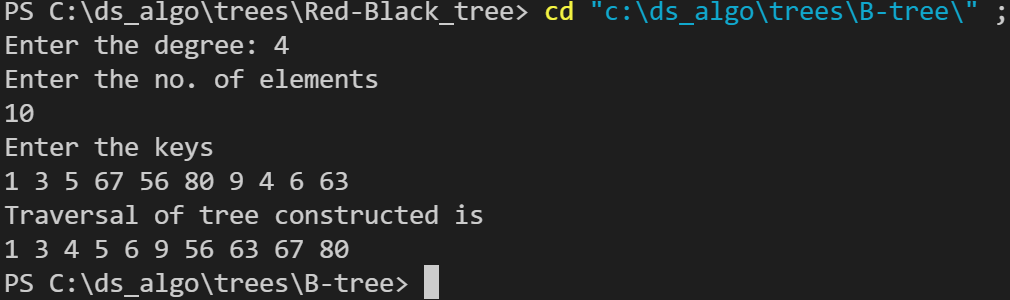 PS C:\ds_algo\trees\Red-Black_tree> cd "c:\ds_algo\trees\B-tree\" ;
Enter the degree: 4
Enter the no. of elements
10
Enter the keys
1 3 5 67 56 80 9 4 6 63
Traversal of tree constructed is
1 3 4 5 6 9 56 63 67 80
PS C:\ds_algo\trees\B-tree>